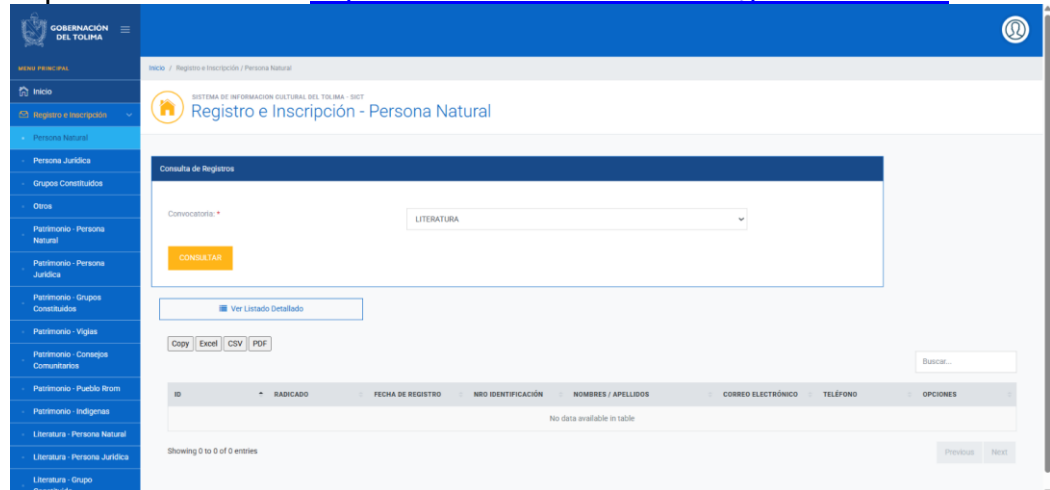 GOBERNACIÓN
DEL TOLIMA
MENU PRINCIPAL
Inicio
Registro e Inscripción
Persona Natural
Persona Jurídica
Grupos Constituidos
Otros
Patrimonio - Persona
Natural
Patrimonio - Persona
Jurídica
Patrimonio - Grupos
Constituidos
Patrimonio - Vigías
Patrimonio - Consejos
Comunitarios
Patrimonio - Pueblo Rrom
Patrimonio - Indigenas
Literatura - Persona Natural
Literatura - Persona Jurídica
Literatura - Grupo
Inicio / Registro e Inscripción / Persona Natural
SISTEMA DE INFORMACION CULTURAL DEL TOLIMA - SICT
Registro e Inscripción - Persona Natural
Consulta de Registros
Convocatoria: *
LITERATURA
CONSULTAR
Ver Listado Detallado
Copy Excel CSV PDF
Buscar...
ID RADICADO FECHA DE REGISTRO NRO IDENTIFICACIÓN NOMBRES / APELLIDOS CORREO ELECTRÓNICO TELÉFONO OPCIONES
No data available in table
Showing 0 to 0 of 0 entries
Previous Next